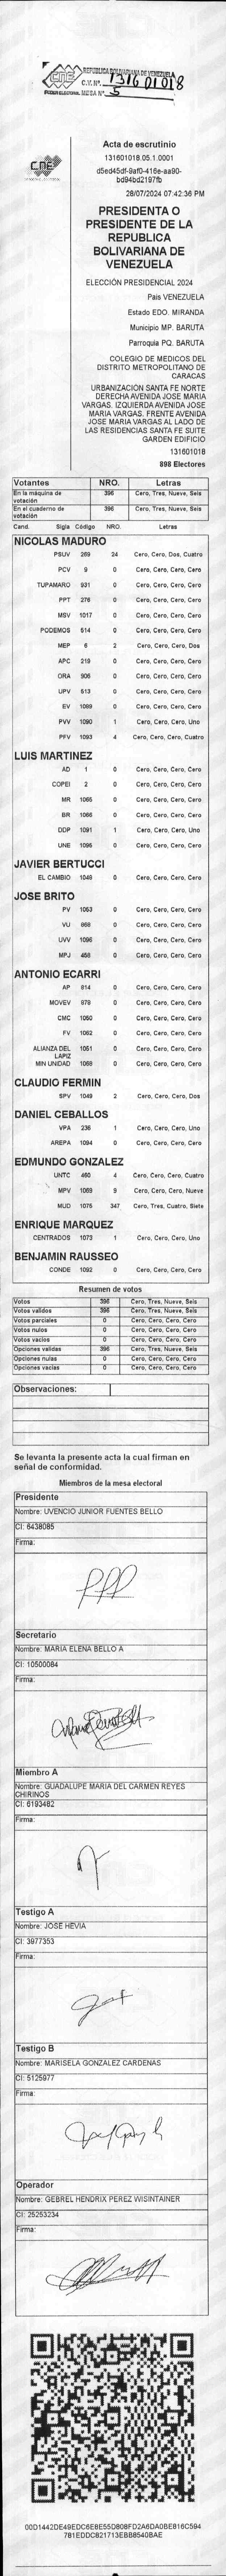 CNE REPÚBLICA BOLIVARIANA DE VENEZUELA
PODER ELECTORAL C.V. Nº. 131601018
MESA Nº 5
CNE
Acta de escrutinio
131601018.05.1.0001
d5ed45df-9af0-416e-aa90-
bd94bd2197fb
28/07/2024 07:42:36 PM
PRESIDENTA O
PRESIDENTE DE LA
REPUBLICA
BOLIVARIANA DE
VENEZUELA
ELECCIÓN PRESIDENCIAL 2024
País VENEZUELA
Estado EDO. MIRANDA
Municipio MP. BARUTA
Parroquia PQ. BARUTA
COLEGIO DE MEDICOS DEL
DISTRITO METROPOLITANO DE
CARACAS
URBANIZACIÓN SANTA FE NORTE
DERECHA AVENIDA JOSE MARIA
VARGAS. IZQUIERDA AVENIDA JOSE
MARIA VARGAS. FRENTE AVENIDA
JOSE MARIA VARGAS AL LADO DE
LAS RESIDENCIAS SANTA FE SUITE
GARDEN EDIFICIO
131601018
898 Electores
Votantes NRO. Letras
En la máquina de votación 396 Cero, Tres, Nueve, Seis
En el cuaderno de votación 396 Cero, Tres, Nueve, Seis
Cand. Sigla Código NRO. Letras
NICOLAS MADURO
PSUV 269 24 Cero, Cero, Dos, Cuatro
PCV 9 0 Cero, Cero, Cero, Cero
TUPAMARO 931 0 Cero, Cero, Cero, Cero
PPT 276 0 Cero, Cero, Cero, Cero
MSV 1017 0 Cero, Cero, Cero, Cero
PODEMOS 514 0 Cero, Cero, Cero, Cero
MEP 6 2 Cero, Cero, Cero, Dos
APC 219 0 Cero, Cero, Cero, Cero
ORA 906 0 Cero, Cero, Cero, Cero
UPV 513 0 Cero, Cero, Cero, Cero
EV 1089 0 Cero, Cero, Cero, Cero
PVV 1090 1 Cero, Cero, Cero, Uno
PFV 1093 4 Cero, Cero, Cero, Cuatro
LUIS MARTINEZ
AD 1 0 Cero, Cero, Cero, Cero
COPEI 2 0 Cero, Cero, Cero, Cero
MR 1065 0 Cero, Cero, Cero, Cero
BR 1066 0 Cero, Cero, Cero, Cero
DDP 1091 1 Cero, Cero, Cero, Uno
UNE 1095 0 Cero, Cero, Cero, Cero
JAVIER BERTUCCI
EL CAMBIO 1048 0 Cero, Cero, Cero, Cero
JOSE BRITO
PV 1053 0 Cero, Cero, Cero, Cero
VU 868 0 Cero, Cero, Cero, Cero
UVV 1096 0 Cero, Cero, Cero, Cero
MPJ 458 0 Cero, Cero, Cero, Cero
ANTONIO ECARRI
AP 814 0 Cero, Cero, Cero, Cero
MOVEV 879 0 Cero, Cero, Cero, Cero
CMC 1050 0 Cero, Cero, Cero, Cero
FV 1062 0 Cero, Cero, Cero, Cero
ALIANZA DEL LAPIZ 1051 0 Cero, Cero, Cero, Cero
MIN UNIDAD 1068 0 Cero, Cero, Cero, Cero
CLAUDIO FERMIN
SPV 1049 2 Cero, Cero, Cero, Dos
DANIEL CEBALLOS
VPA 236 1 Cero, Cero, Cero, Uno
AREPA 1094 0 Cero, Cero, Cero, Cero
EDMUNDO GONZALEZ
UNTC 460 4 Cero, Cero, Cero, Cuatro
MPV 1069 9 Cero, Cero, Cero, Nueve
MUD 1075 347 Cero, Tres, Cuatro, Siete
ENRIQUE MARQUEZ
CENTRADOS 1073 1 Cero, Cero, Cero, Uno
BENJAMIN RAUSSEO
CONDE 1092 0 Cero, Cero, Cero, Cero
Resumen de votos
Votos 396 Cero, Tres, Nueve, Seis
Votos validos 396 Cero, Tres, Nueve, Seis
Votos parciales 0 Cero, Cero, Cero, Cero
Votos nulos 0 Cero, Cero, Cero, Cero
Votos vacios 0 Cero, Cero, Cero, Cero
Opciones validas 396 Cero, Tres, Nueve, Seis
Opciones nulas 0 Cero, Cero, Cero, Cero
Opciones vacias 0 Cero, Cero, Cero, Cero
Observaciones:
Se levanta la presente acta la cual firman en
señal de conformidad.
Miembros de la mesa electoral
Presidente
Nombre: UVENCIO JUNIOR FUENTES BELLO
CI: 6438085
Firma:
Secretario
Nombre: MARIA ELENA BELLO A
CI: 10500084
Firma:
Miembro A
Nombre: GUADALUPE MARIA DEL CARMEN REYES
CHIRINOS
CI: 6193482
Firma:
Testigo A
Nombre: JOSE HEVIA
CI: 3977353
Firma:
Testigo B
Nombre: MARISELA GONZALEZ CARDENAS
CI: 5125977
Firma:
Operador
Nombre: GEBREL HENDRIX PEREZ WISINTAINER
CI: 25253234
Firma:
00D1442DE49EDC6E8E55D808FD2A6DA0BE816C594
781EDDC821713EBB8540BAE